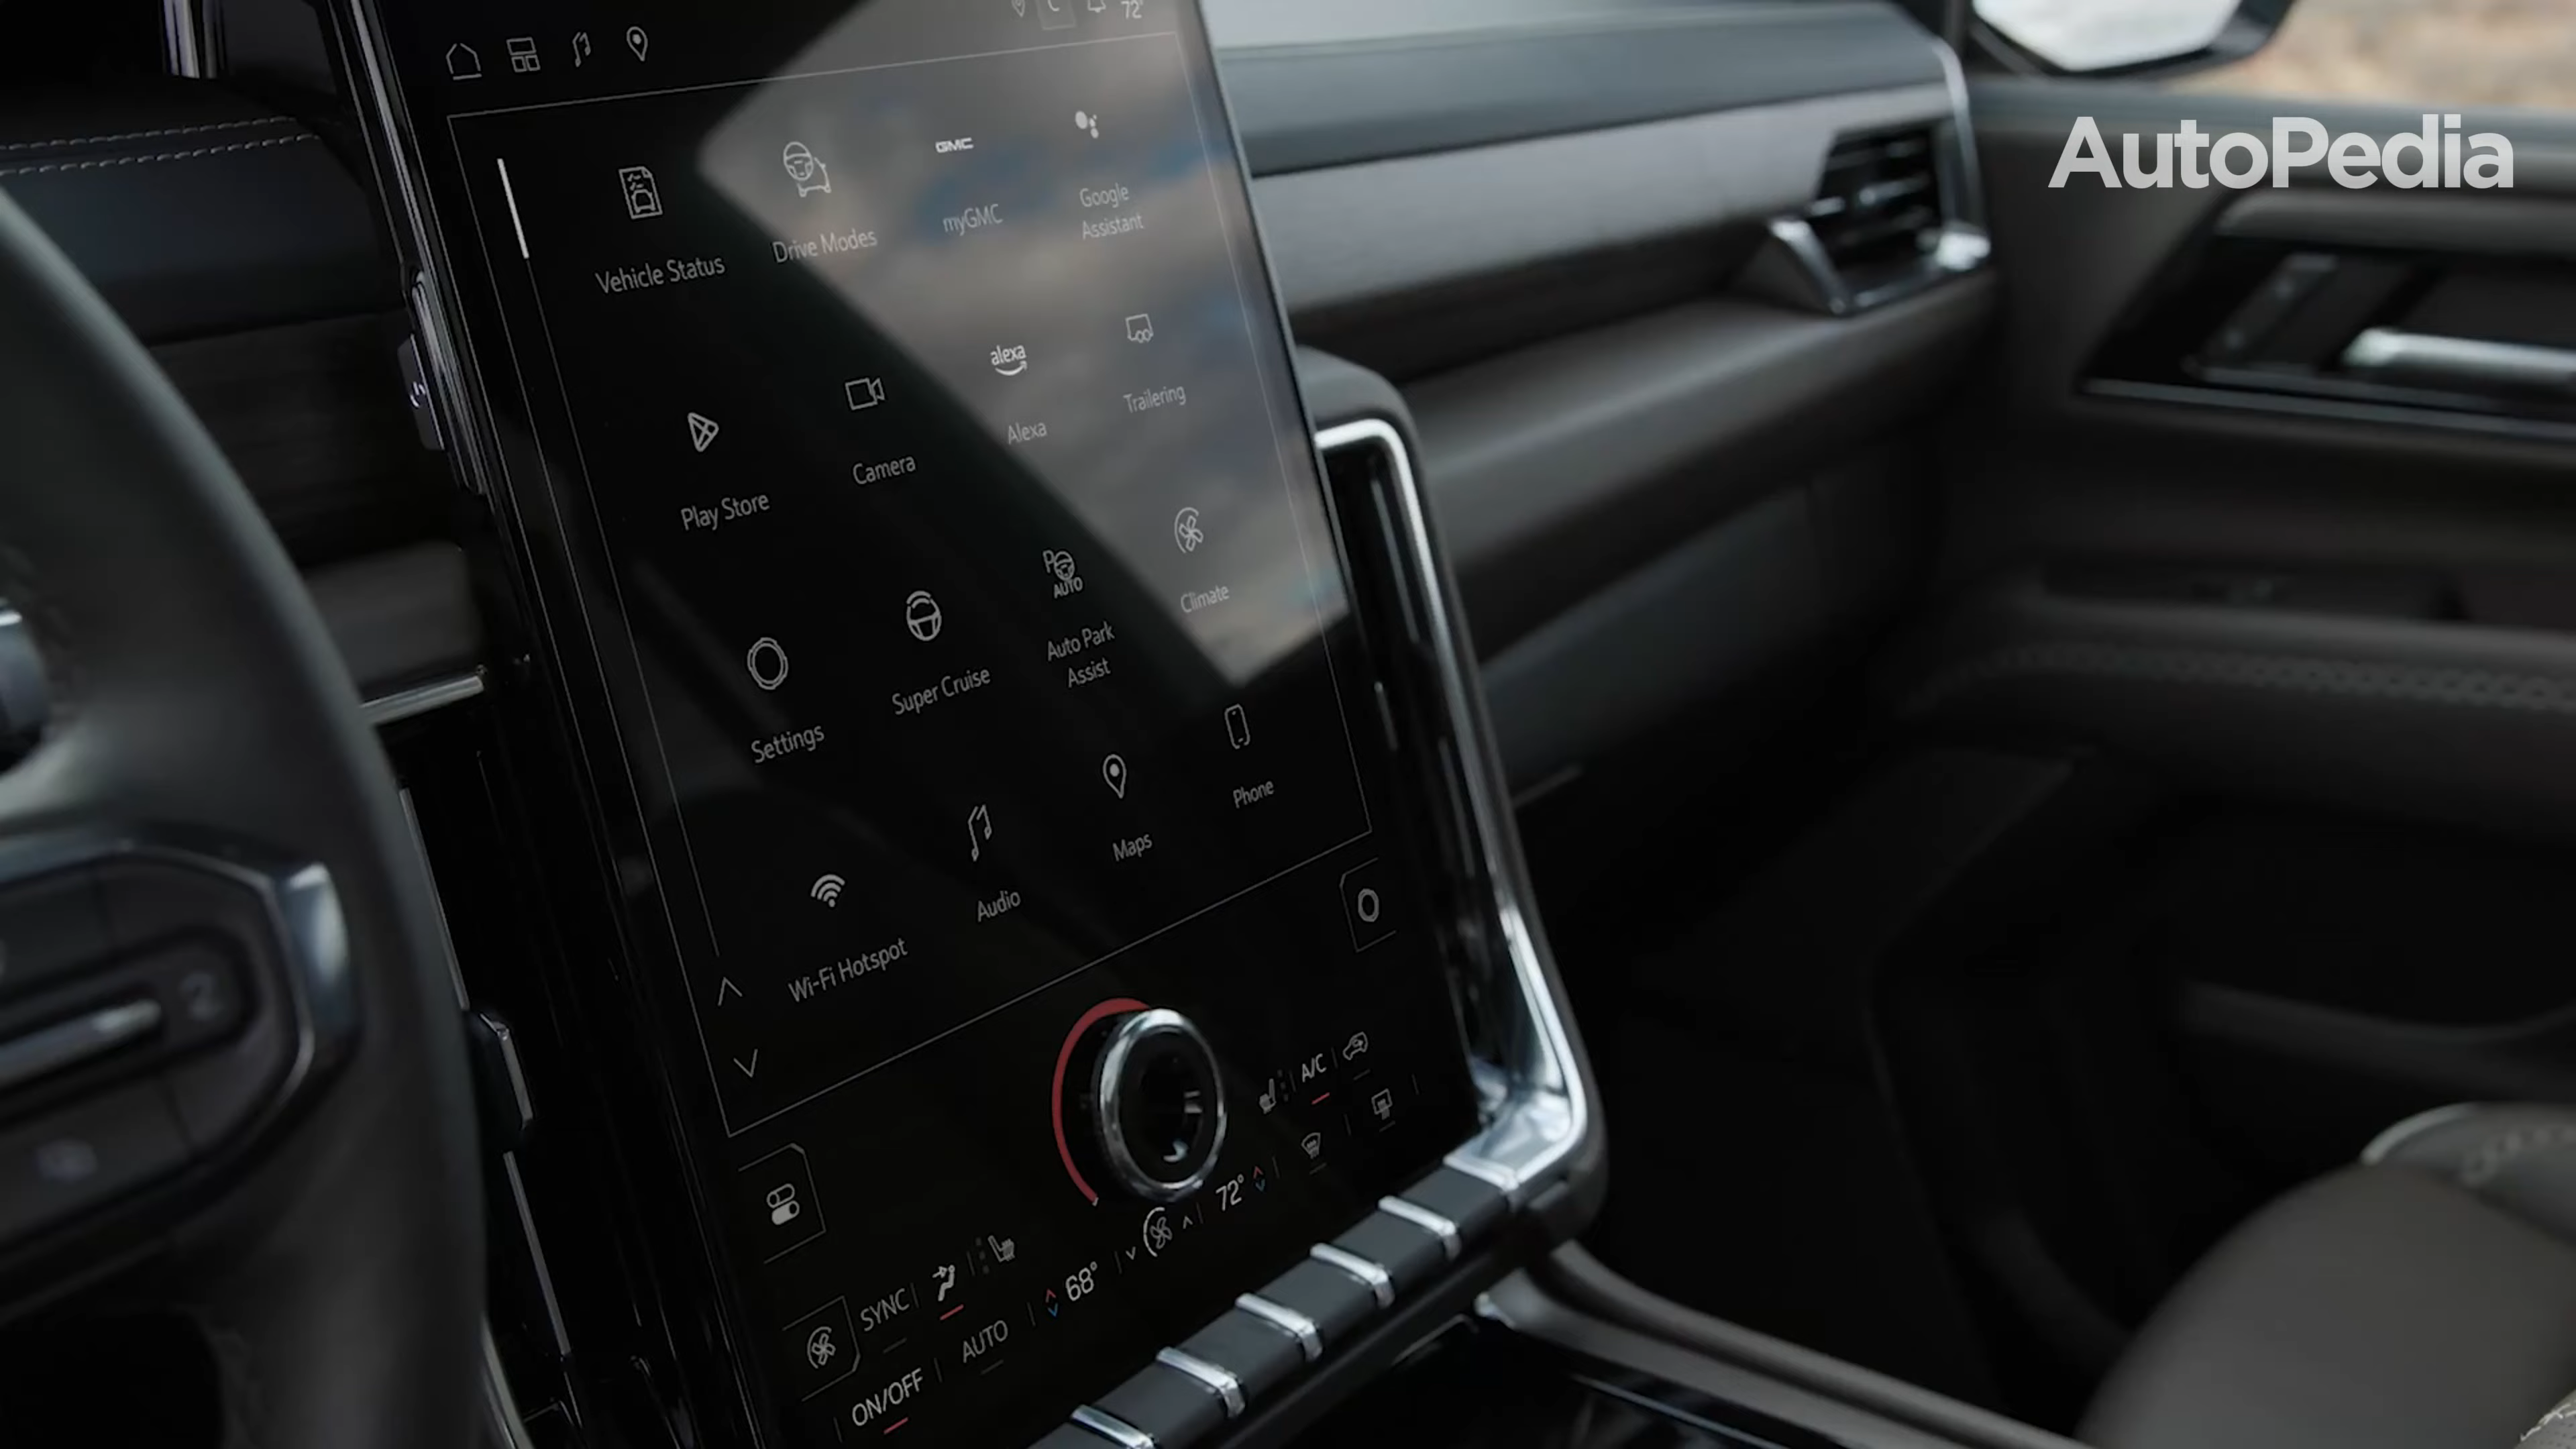 72°
AutoPedia
Vehicle Status
Drive Modes
GMC
myGMC
Google
Assistant
Play Store
Camera
alexa
Alexa
Trailering
Settings
Super Cruise
P
AUTO
Auto Park
Assist
Climate
Wi-Fi Hotspot
Audio
Maps
Phone
A/C
72°
SYNC
68°
AUTO
ON/OFF